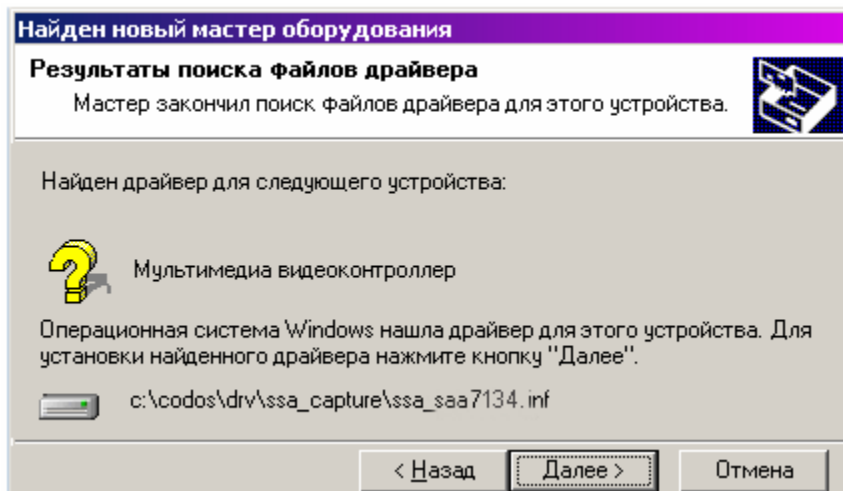 Найден новый мастер оборудования
Результаты поиска файлов драйвера
Мастер закончил поиск файлов драйвера для этого устройства.
Найден драйвер для следующего устройства:
Мультимедиа видеоконтроллер
Операционная система Windows нашла драйвер для этого устройства. Для
установки найденного драйвера нажмите кнопку "Далее".
c:\codos\drv\ssa_capture\ssa_saa7134.inf
< Назад Далее > Отмена